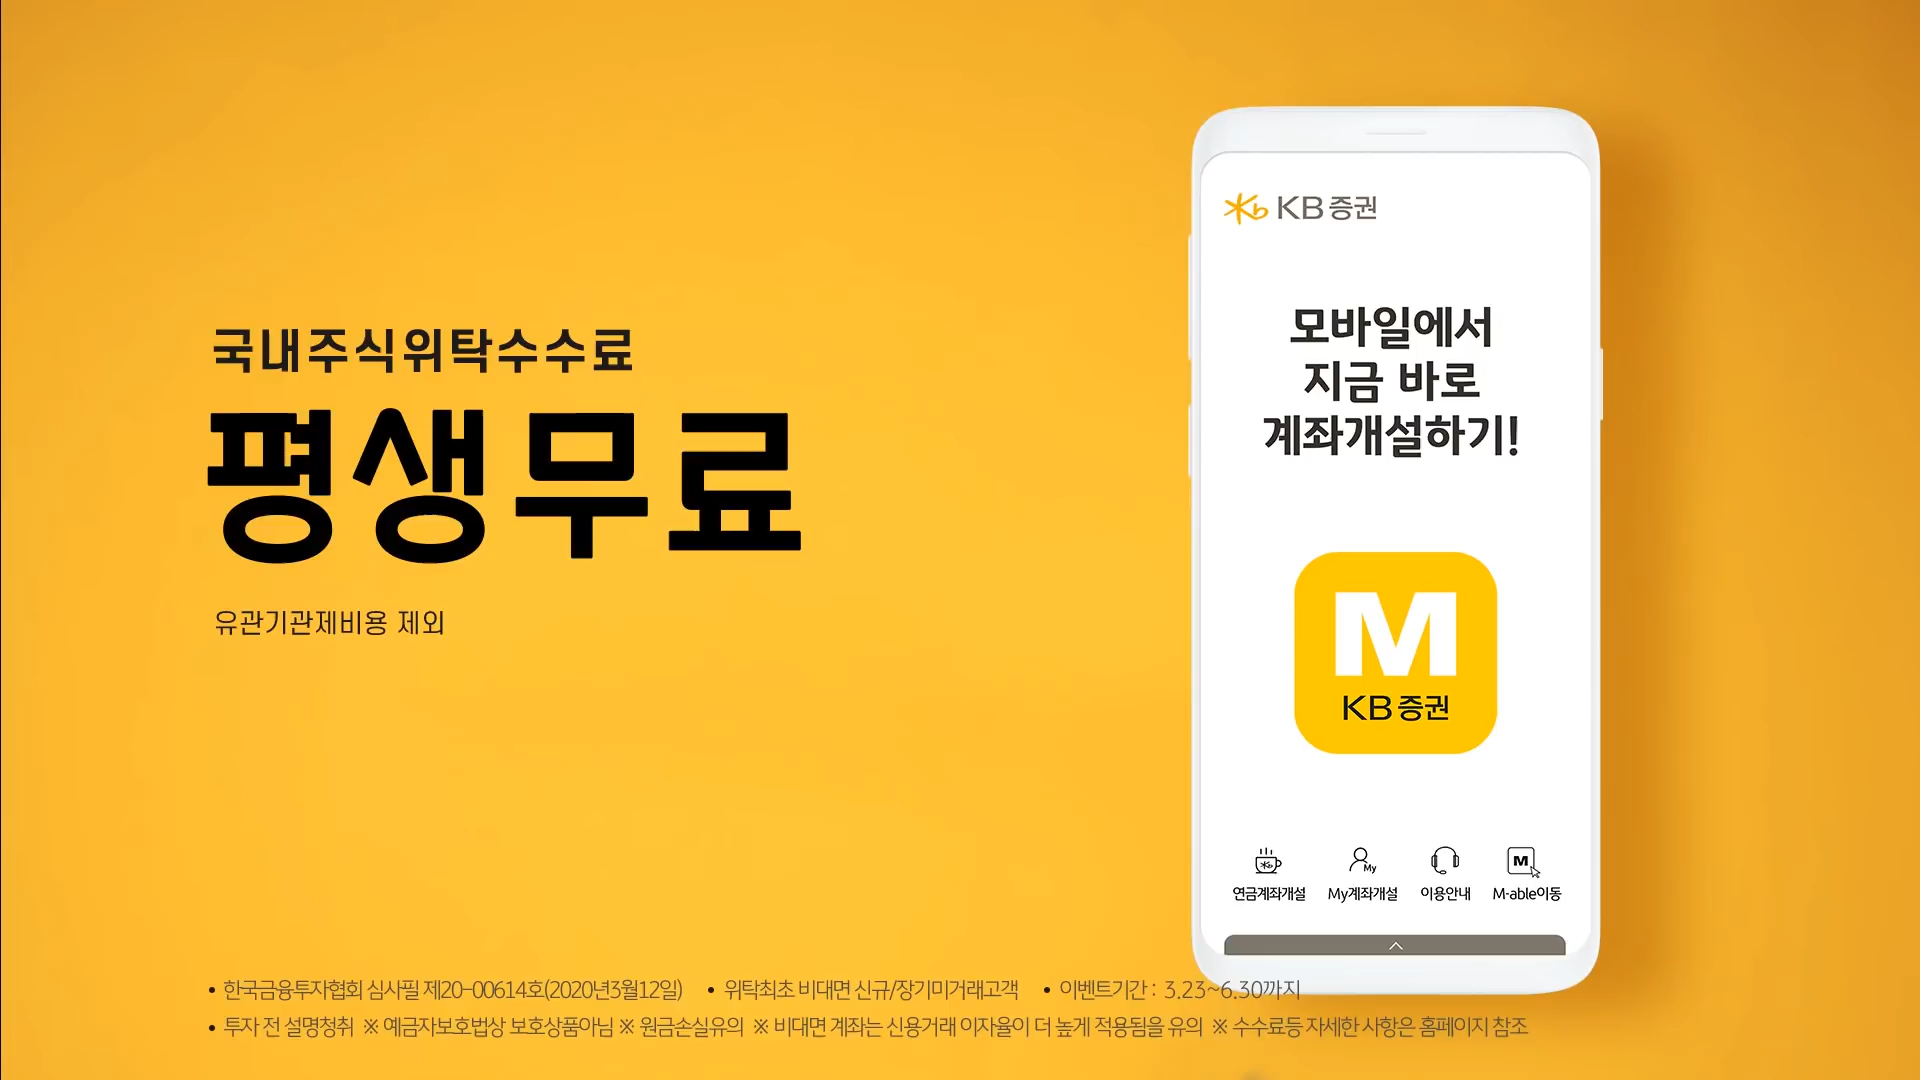 국내주식위탁수수료
평생무료
유관기관제비용 제외
Kb KB 증권
모바일에서
지금 바로
계좌개설하기!
M
KB 증권
Kb My M
연금계좌개설 My계좌개설 이용안내 M-able이동
• 한국금융투자협회 심사필 제20-00614호(2020년3월12일) • 위탁최초 비대면 신규/장기미거래고객 • 이벤트기간 : 3.23~6.30까지
• 투자 전 설명청취 ※ 예금자보호법상 보호상품아님 ※ 원금손실유의 ※ 비대면 계좌는 신용거래 이자율이 더 높게 적용됨을 유의 ※ 수수료등 자세한 사항은 홈페이지 참조